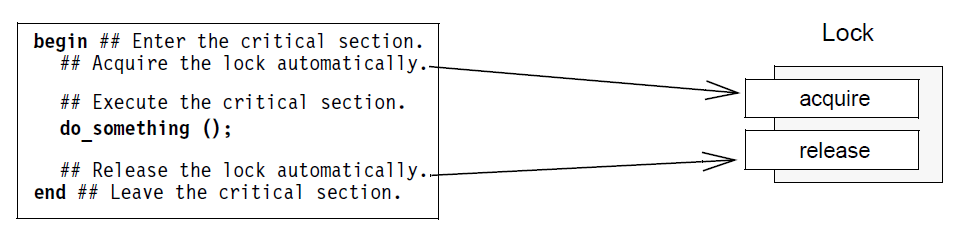 begin ## Enter the critical section.
## Acquire the lock automatically.
## Execute the critical section.
do_something ();
## Release the lock automatically.
end ## Leave the critical section.
Lock
acquire
release